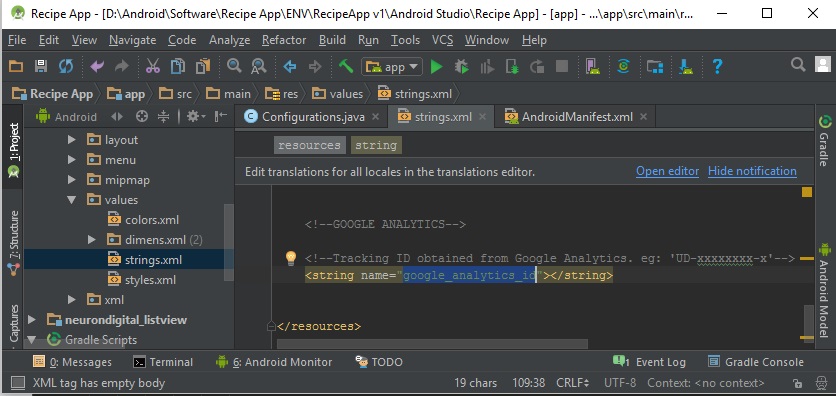 Recipe App - [D:\Android\Software\Recipe App\ENV\RecipeApp v1\Android Studio\Recipe App] - [app] - ...\app\src\main\r...
File Edit View Navigate Code Analyze Refactor Build Run Tools VCS Window Help
app
Recipe App app src main res values strings.xml
Android
Configurations.java strings.xml AndroidManifest.xml
1: Project
7: Structure
Captures
layout
menu
mipmap
values
colors.xml
dimens.xml (2)
strings.xml
styles.xml
xml
neurondigital_listview
Gradle Scripts
resources string
Edit translations for all locales in the translations editor. Open editor Hide notification
<!--GOOGLE ANALYTICS-->
<!--Tracking ID obtained from Google Analytics. eg: 'UD-xxxxxxxx-x'-->
<string name="google_analytics_id"></string>
</resources>
Gradle
Android Model
0: Messages Terminal 6: Android Monitor TODO 1 Event Log Gradle Console
XML tag has empty body 19 chars 109:38 CRLF UTF-8 Context: <no context>